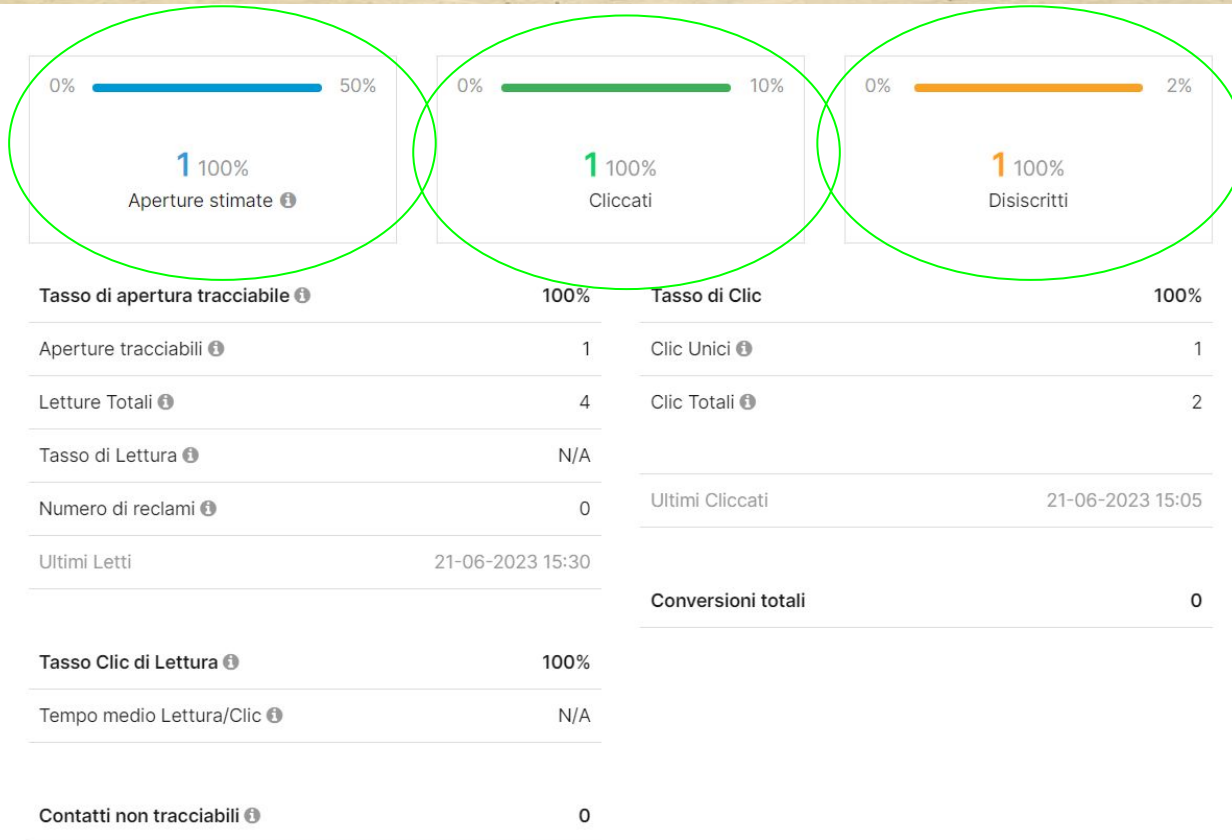 0% 50%
1 100%
Aperture stimate
0% 10%
1 100%
Cliccati
0% 2%
1 100%
Disiscritti
Tasso di apertura tracciabile 100%
Aperture tracciabili 1
Letture Totali 4
Tasso di Lettura N/A
Numero di reclami 0
Ultimi Letti 21-06-2023 15:30
Tasso Clic di Lettura 100%
Tempo medio Lettura/Clic N/A
Contatti non tracciabili 0
Tasso di Clic 100%
Clic Unici 1
Clic Totali 2
Ultimi Cliccati 21-06-2023 15:05
Conversioni totali 0